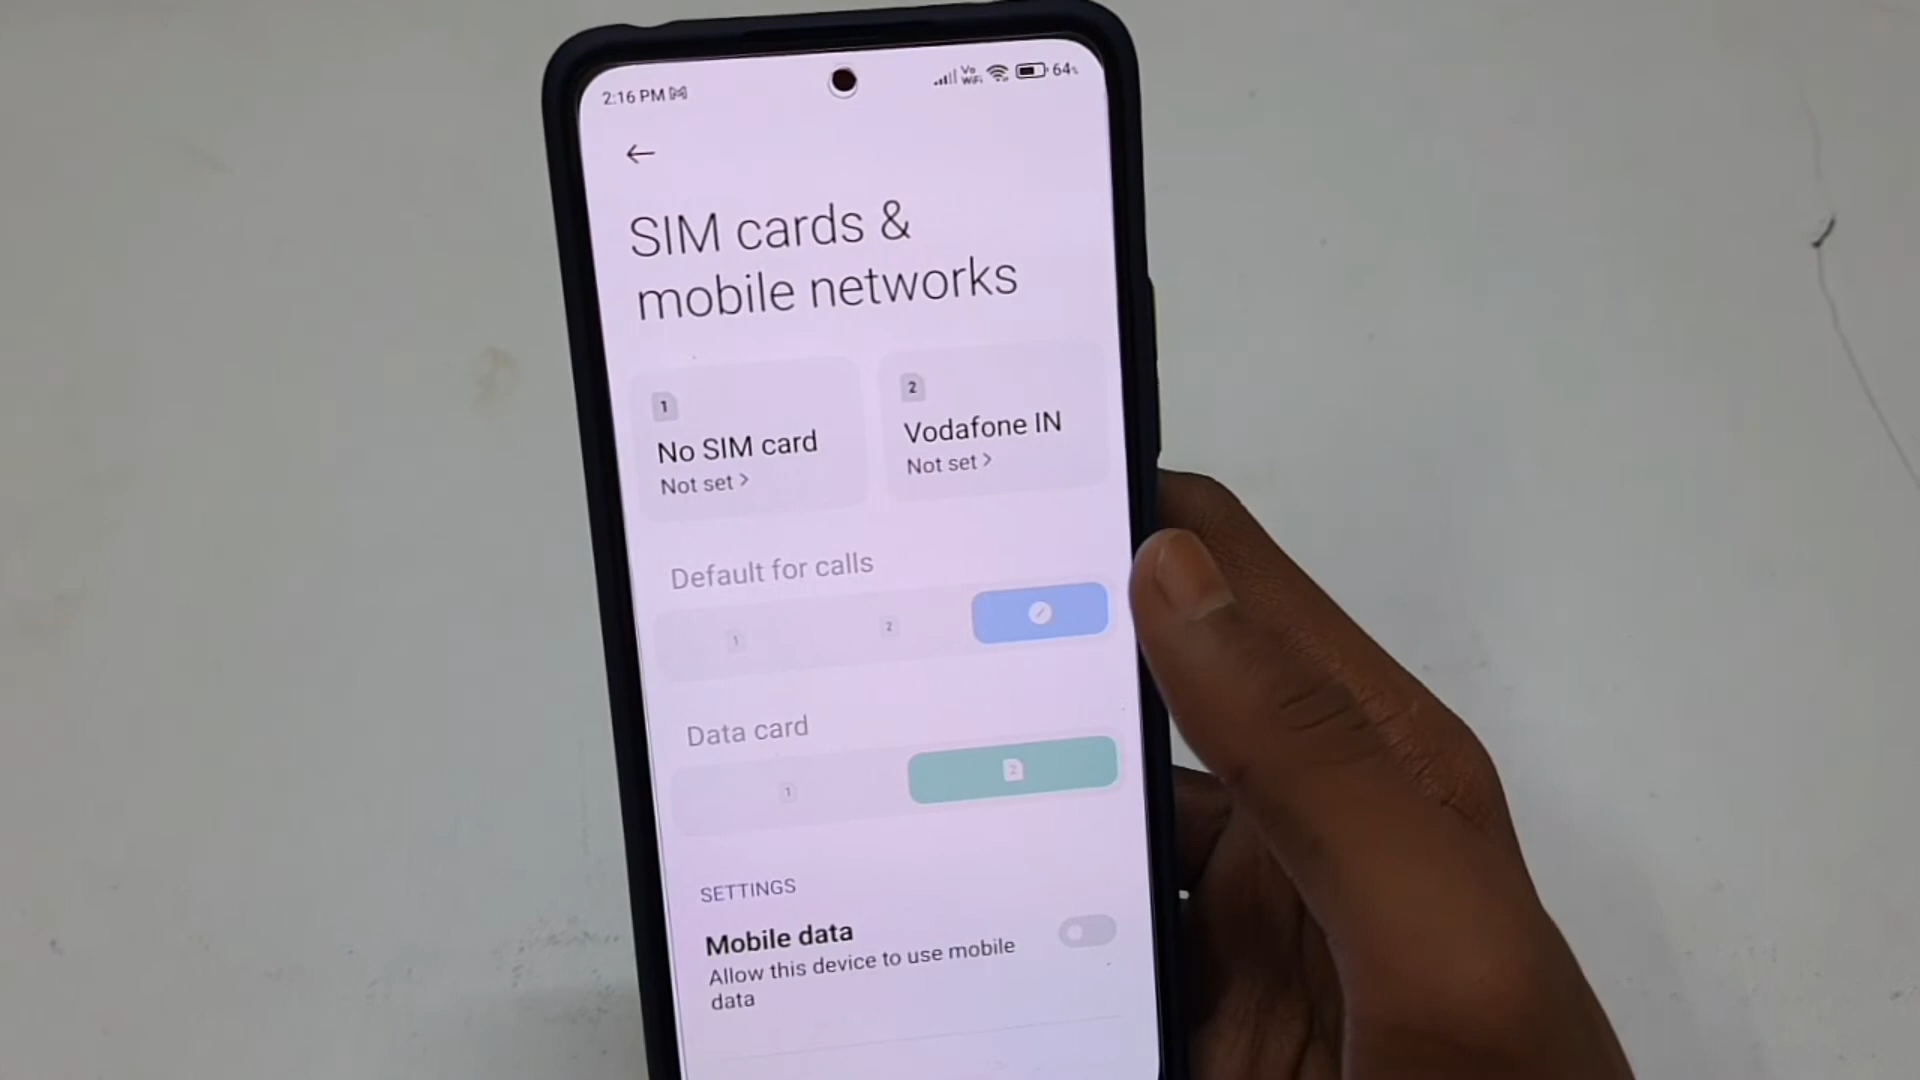 2:16 PM
Vo WiFi 64%
SIM cards &
mobile networks
1
No SIM card
Not set >
2
Vodafone IN
Not set >
Default for calls
1 2
Data card
1 2
SETTINGS
Mobile data
Allow this device to use mobile
data